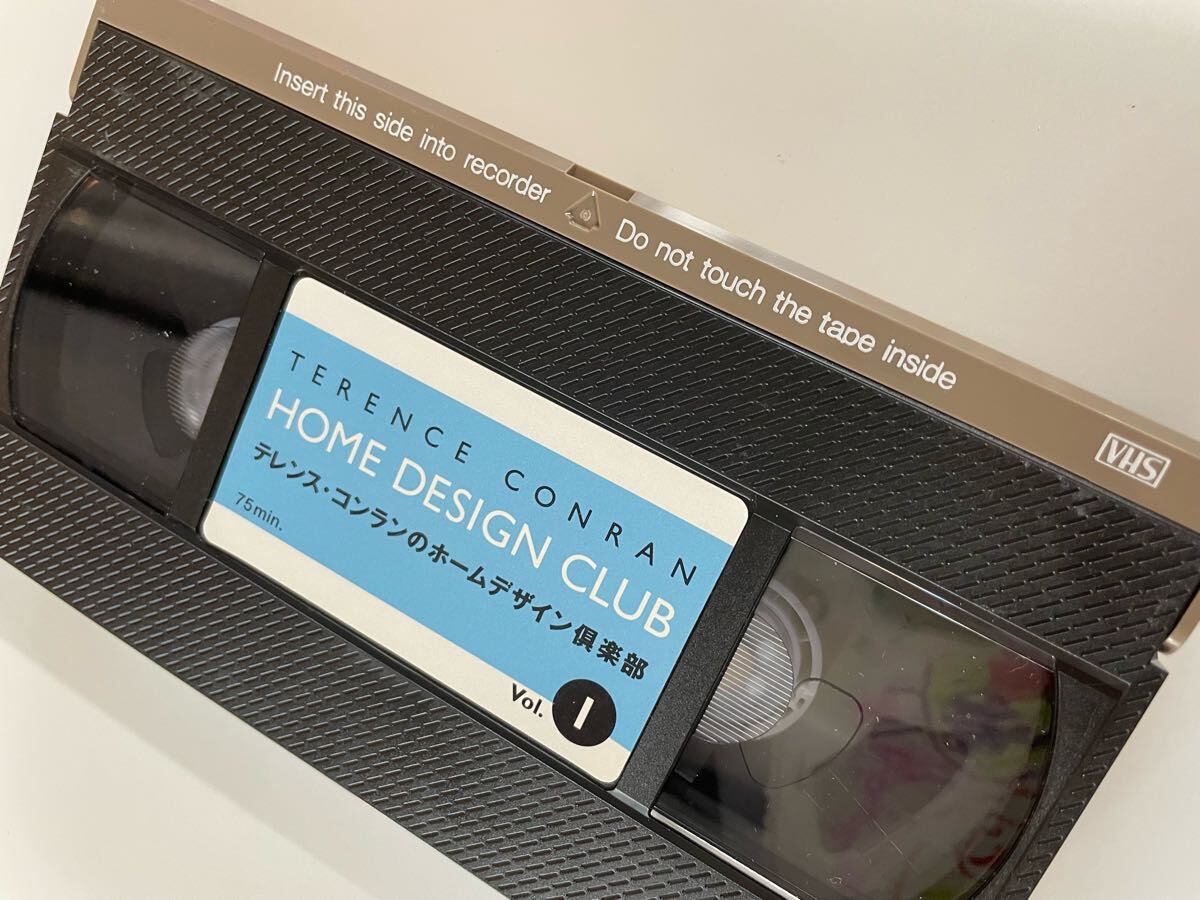 Insert this side into recorder
Do not touch the tape inside
VHS
TERENCE CONRAN
HOME DESIGN CLUB
テレンス・コンランのホームデザイン倶楽部
75min.
Vol. 1